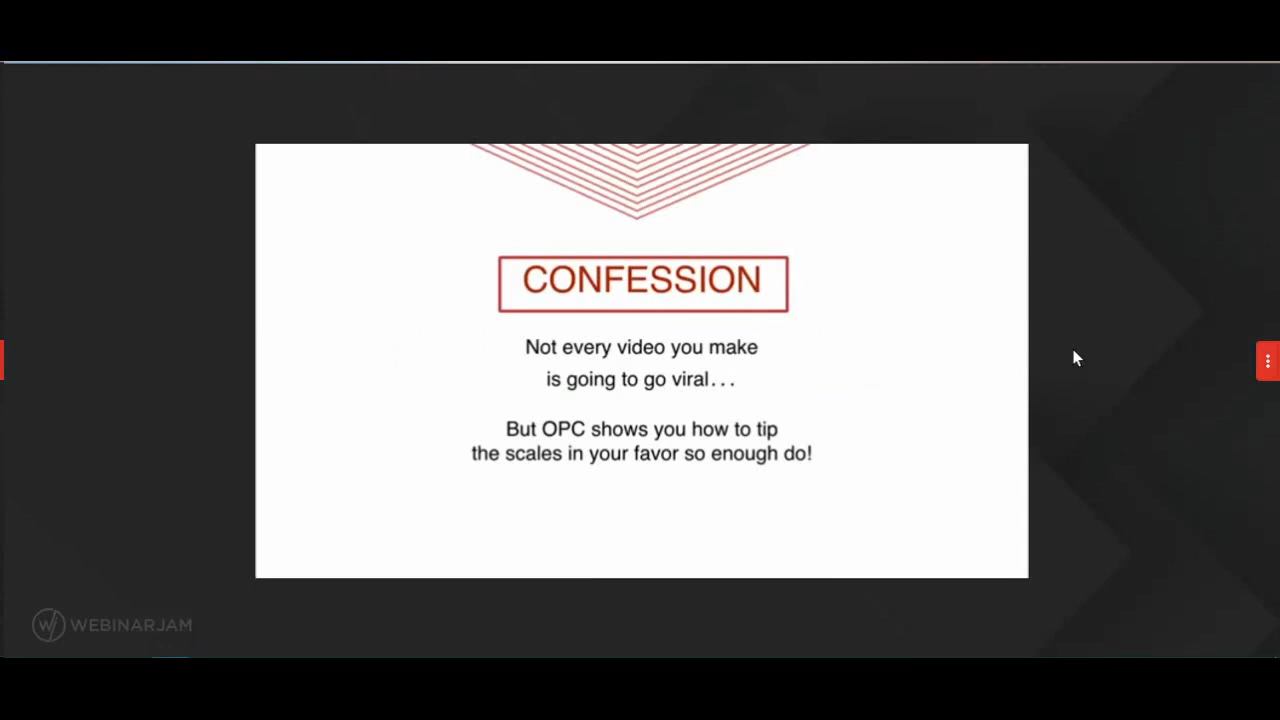 CONFESSION
Not every video you make
is going to go viral...
But OPC shows you how to tip
the scales in your favor so enough do!
W WEBINARJAM